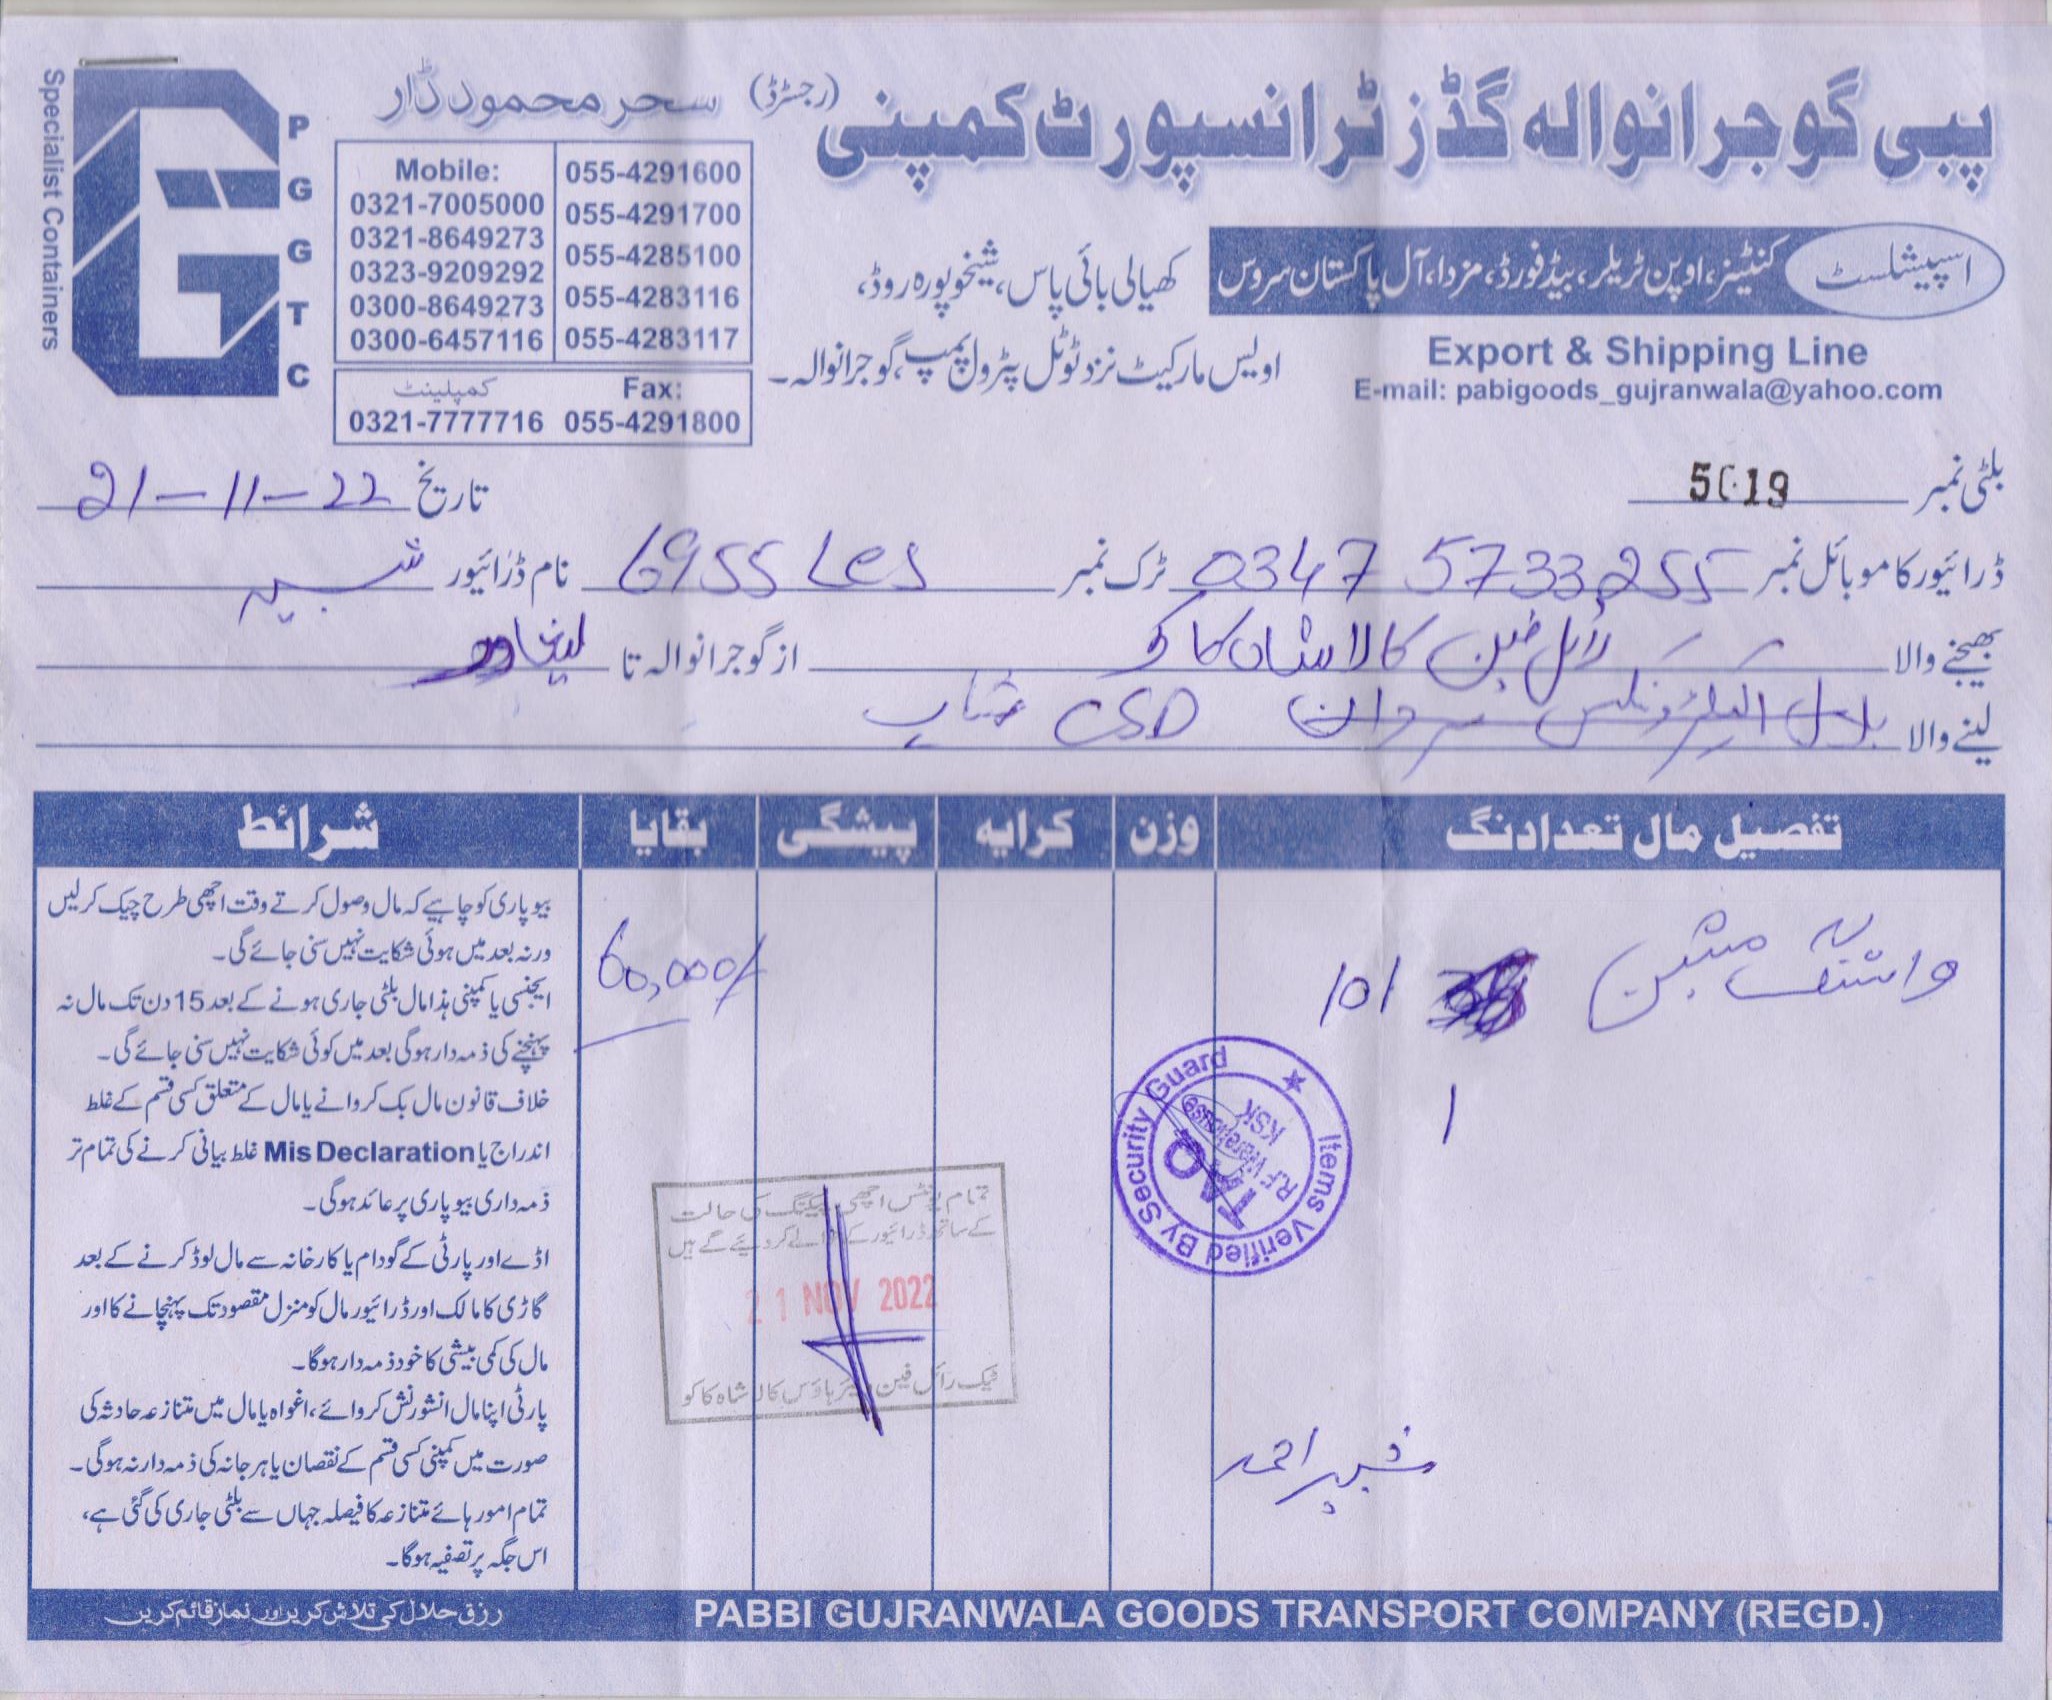 پبی گوجرانوالہ گڈز ٹرانسپورٹ کمپنی (رجسٹرڈ)
سحر محمود ڈار
P G G T C
Specialist Containers
Mobile:
0321-7005000
0321-8649273
0323-9209292
0300-8649273
0300-6457116
055-4291600
055-4291700
055-4285100
055-4283116
055-4283117
کمپلینٹ
0321-7777716
Fax:
055-4291800
اسپیشلسٹ کنٹینر، اوپن ٹریلر، بیڈفورڈ، مزدا، آل پاکستان سروس
کھیالی بائی پاس، شیخوپورہ روڈ،
اویس مارکیٹ نزد ٹوٹل پٹرول پمپ، گوجرانوالہ۔
Export & Shipping Line
E-mail: pabigoods_gujranwala@yahoo.com
بلٹی نمبر
تاریخ 21-11-22
ڈرائیور کا موبائل نمبر 0347 5733255 ٹرک نمبر 6955 Les نام ڈرائیور شبیر
بھیجنے والا رائل فین کالا شاہ کاکو از گوجرانوالہ تا پشاور
لینے والا بلال الیکٹرونکس مردان CSD شاپ
تفصیل مال تعداد نگ وزن کرایہ پیشگی بقایا شرائط
واشنگ مشین 101
1
60,000/
Items Verified By Security Guard
R.F Warehouse
KSK
تمام یونٹس اچھی پیکنگ کی حالت
کے ساتھ ڈرائیور کے حوالے کر دیئے گے ہیں
21 NOV 2022
ٹیک رائل فین ویئر ہاؤس کالا شاہ کاکو
شبیر احمد
بیوپاری کو چاہیے کہ مال وصول کرتے وقت اچھی طرح چیک کرلیں
ورنہ بعد میں ہوئی شکایت نہیں سنی جائے گی۔
ایجنسی یا کمپنی ہذا مال بلٹی جاری ہونے کے بعد 15 دن تک مال نہ
پہنچنے کی ذمہ دار ہوگی بعد میں کوئی شکایت نہیں سنی جائے گی۔
خلاف قانون مال بک کروانے یا مال کے متعلق کسی قسم کے غلط
اندراج یا Mis Declaration غلط بیانی کرنے کی تمام تر
ذمہ داری بیوپاری پر عائد ہوگی۔
اڈے اور پارٹی کے گودام یا کارخانہ سے مال لوڈ کرنے کے بعد
گاڑی کا مالک اور ڈرائیور مال کو منزل مقصود تک پہنچانے کا اور
مال کی کمی بیشی کا خود ذمہ دار ہوگا۔
پارٹی اپنا مال انشورنش کروائے، اغواہ یا مال میں متنازعہ حادثہ کی
صورت میں کمپنی کسی قسم کے نقصان یا ہرجانہ کی ذمہ دار نہ ہوگی۔
تمام امور ہائے متنازعہ کا فیصلہ جہاں سے بلٹی جاری کی گئی ہے،
اس جگہ پر تصفیہ ہوگا۔
رزق حلال کی تلاش کریں اور نماز قائم کریں
PABBI GUJRANWALA GOODS TRANSPORT COMPANY (REGD.)